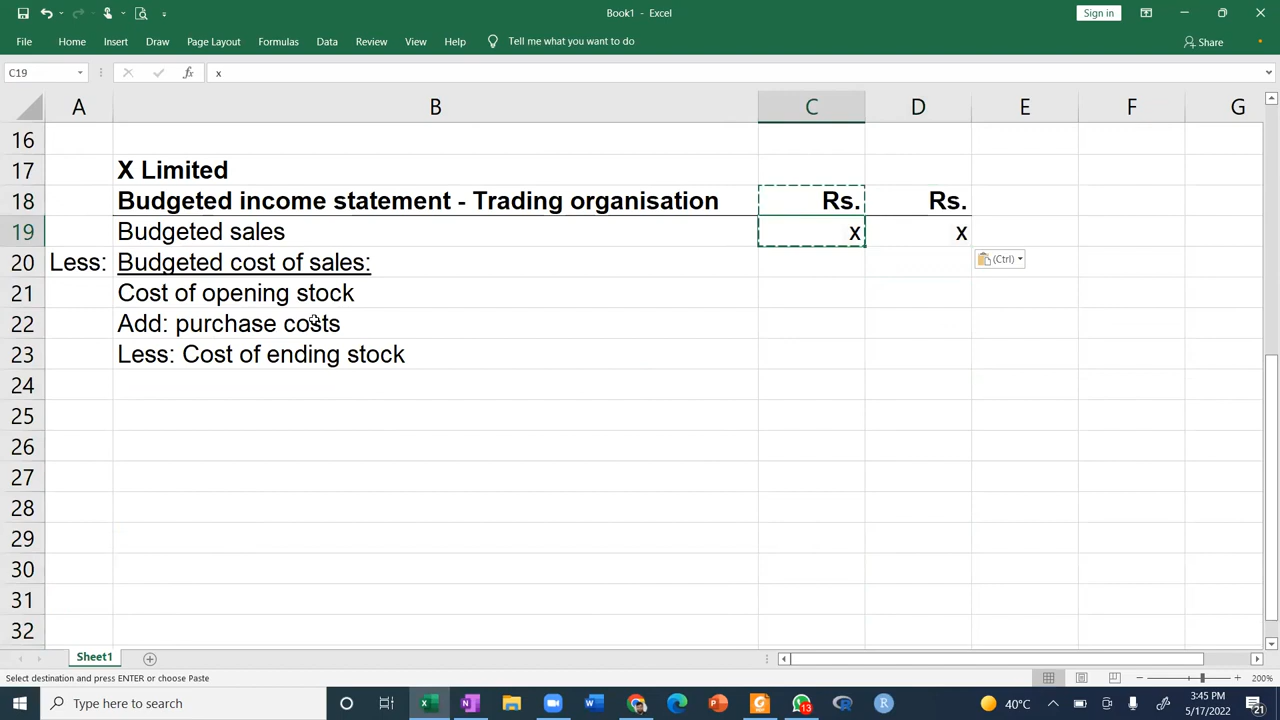 Book1 - Excel
Sign in
File Home Insert Draw Page Layout Formulas Data Review View Help Tell me what you want to do Share
C19 fx x
A B C D E F G
16
17 X Limited
18 Budgeted income statement - Trading organisation Rs. Rs.
19 Budgeted sales x x
20 Less: Budgeted cost of sales:
(Ctrl)
21 Cost of opening stock
22 Add: purchase costs
23 Less: Cost of ending stock
24
25
26
27
28
29
30
31
32
Sheet1
Select destination and press ENTER or choose Paste 200%
Type here to search 13 40°C 3:45 PM
5/17/2022 21